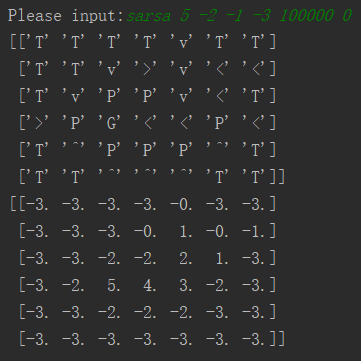 Please input:sarsa 5 -2 -1 -3 100000 0
[['T' 'T' 'T' 'T' 'v' 'T' 'T']
['T' 'T' 'v' '>' 'v' '<' '<']
['T' 'v' 'P' 'P' 'v' '<' 'T']
['>' 'P' 'G' '<' '<' 'P' '<']
['T' '^' 'P' 'P' 'P' '^' 'T']
['T' 'T' '^' '^' '^' 'T' 'T']]
[[-3. -3. -3. -3. -0. -3. -3.]
[-3. -3. -3. -0. 1. -0. -1.]
[-3. -3. -2. -2. 2. 1. -3.]
[-3. -2. 5. 4. 3. -2. -3.]
[-3. -3. -2. -2. -2. -3. -3.]
[-3. -3. -3. -3. -3. -3. -3.]]